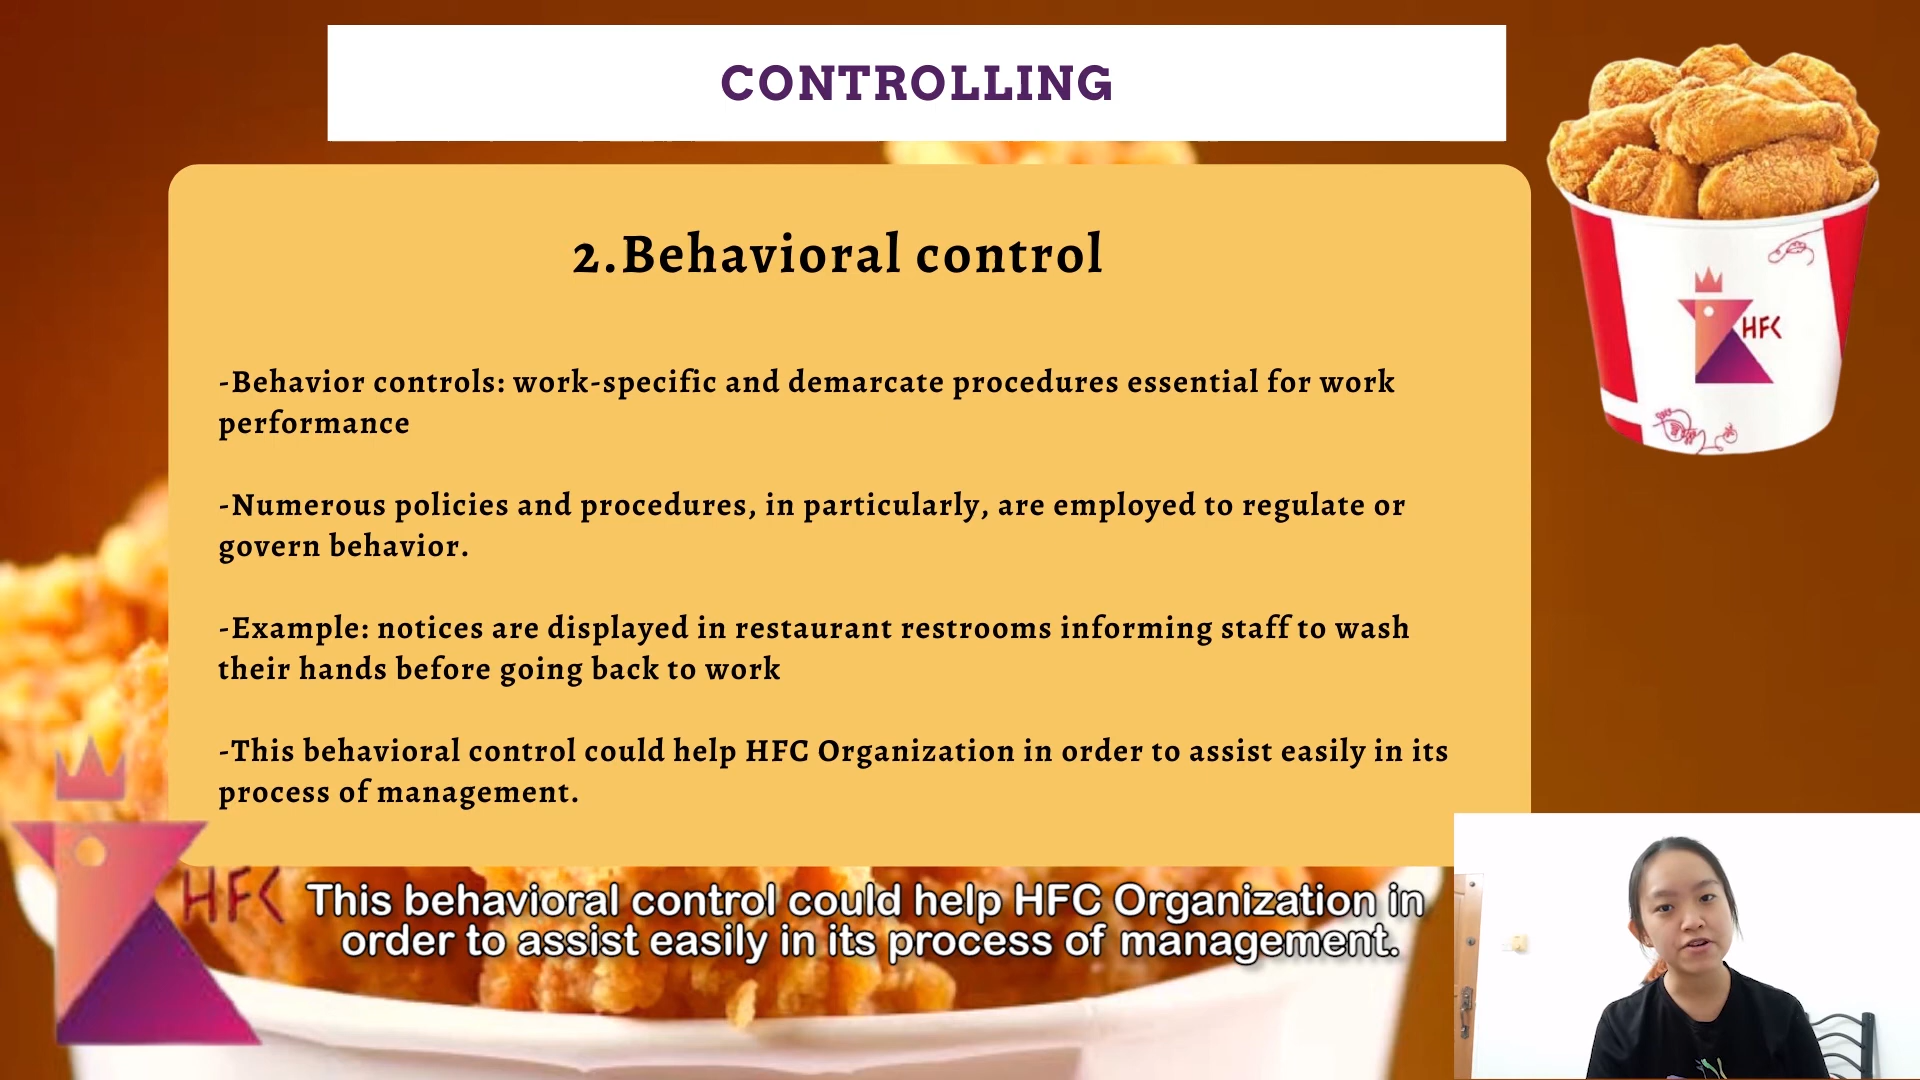 CONTROLLING
2.Behavioral control
-Behavior controls: work-specific and demarcate procedures essential for work
performance
-Numerous policies and procedures, in particularly, are employed to regulate or
govern behavior.
-Example: notices are displayed in restaurant restrooms informing staff to wash
their hands before going back to work
-This behavioral control could help HFC Organization in order to assist easily in its
process of management.
HFC
HFC
This behavioral control could help HFC Organization in
order to assist easily in its process of management.